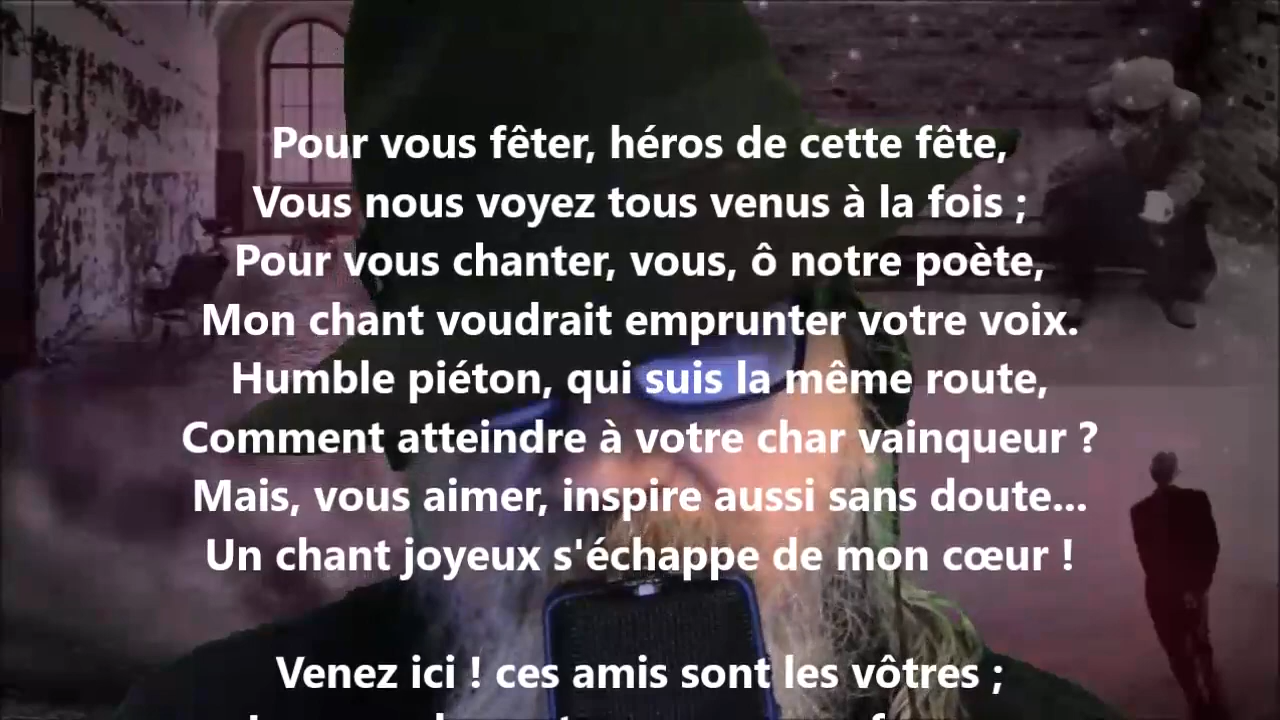 Pour vous fêter, héros de cette fête,
Vous nous voyez tous venus à la fois ;
Pour vous chanter, vous, ô notre poète,
Mon chant voudrait emprunter votre voix.
Humble piéton, qui suis la même route,
Comment atteindre à votre char vainqueur ?
Mais, vous aimer, inspire aussi sans doute...
Un chant joyeux s'échappe de mon cœur !
Venez ici ! ces amis sont les vôtres ;